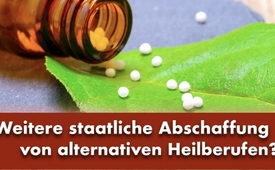 Weitere staatliche Abschaffung
von alternativen Heilberufen?